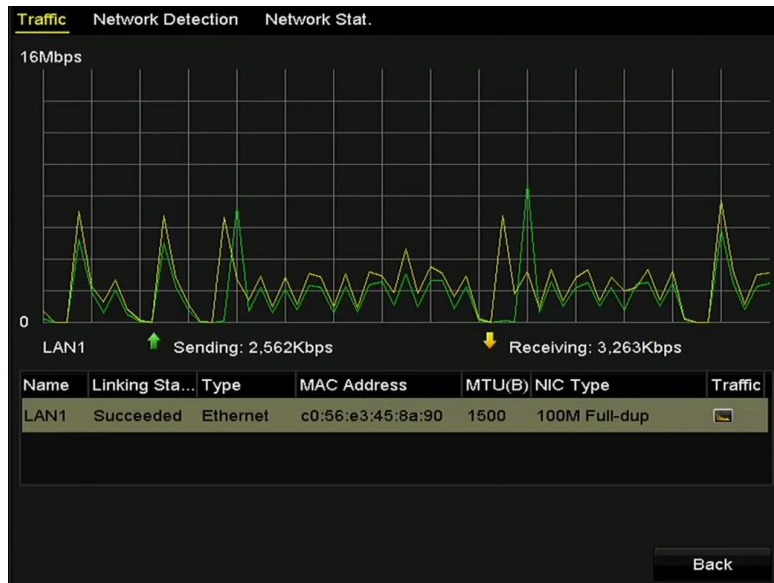 Traffic Network Detection Network Stat.
16Mbps
0
LAN1 Sending: 2,562Kbps Receiving: 3,263Kbps
Name Linking Sta... Type MAC Address MTU(B) NIC Type Traffic
LAN1 Succeeded Ethernet c0:56:e3:45:8a:90 1500 100M Full-dup
Back